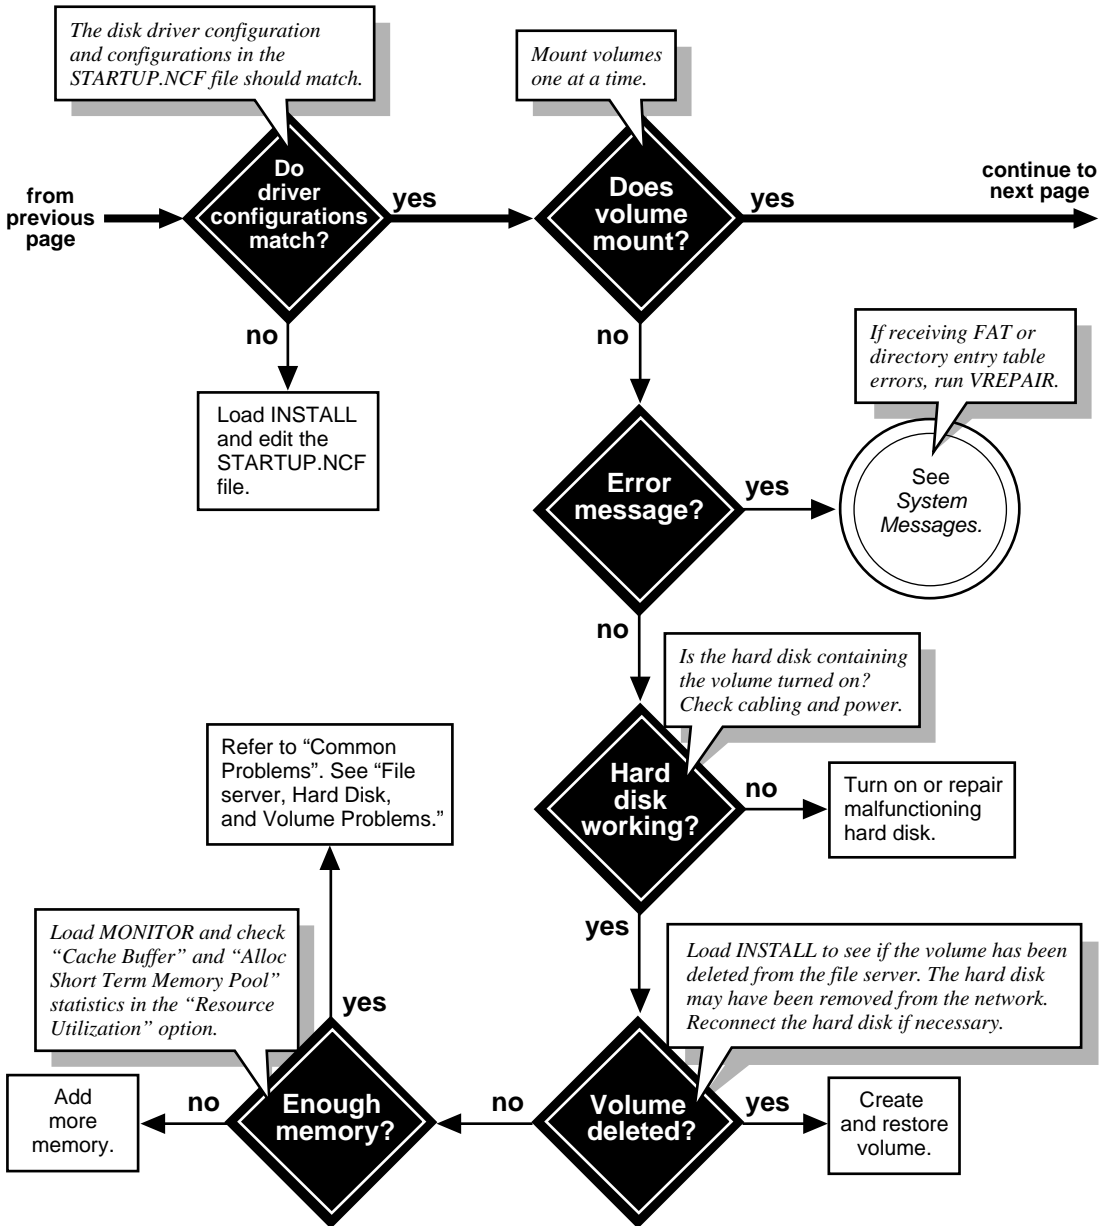 The disk driver configuration
and configurations in the
STARTUP.NCF file should match.
Mount volumes
one at a time.
from
previous
page
Do
driver
configurations
match?
yes
Does
volume
mount?
yes
continue to
next page
no
Load INSTALL
and edit the
STARTUP.NCF
file.
no
If receiving FAT or
directory entry table
errors, run VREPAIR.
Error
message?
yes
See
System
Messages.
no
Is the hard disk containing
the volume turned on?
Check cabling and power.
Hard
disk
working?
no
Turn on or repair
malfunctioning
hard disk.
Refer to “Common
Problems”. See “File
server, Hard Disk,
and Volume Problems.”
yes
Load INSTALL to see if the volume has been
deleted from the file server. The hard disk
may have been removed from the network.
Reconnect the hard disk if necessary.
Load MONITOR and check
“Cache Buffer” and “Alloc
Short Term Memory Pool”
statistics in the “Resource
Utilization” option.
yes
Add
more
memory.
no
Enough
memory?
no
Volume
deleted?
yes
Create
and restore
volume.